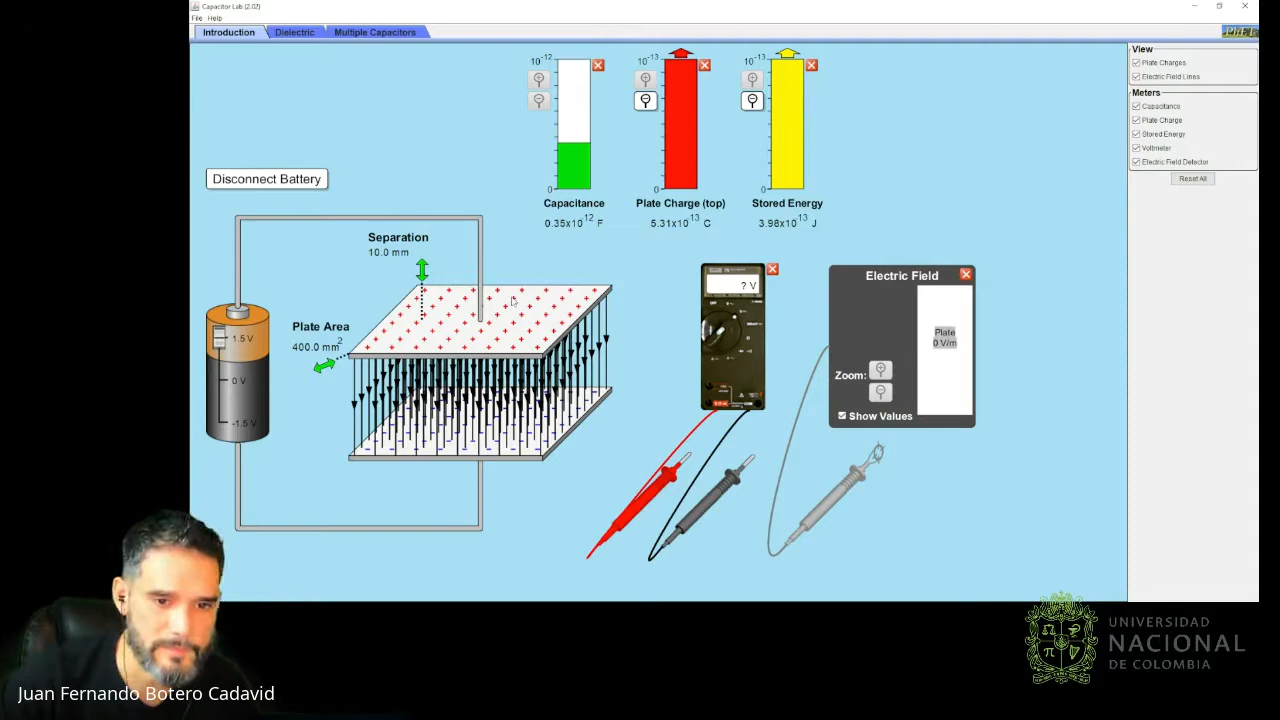 Capacitor Lab (2.02)
File Help
Introduction Dielectric Multiple Capacitors
PhET
View
Plate Charges
Electric Field Lines
Meters
Capacitance
Plate Charge
Stored Energy
Voltmeter
Electric Field Detector
Reset All
10-12
0
Capacitance
0.35x10-12 F
10-13
0
Plate Charge (top)
5.31x10-13 C
10-13
0
Stored Energy
3.98x10-13 J
Disconnect Battery
Separation
10.0 mm
Plate Area
400.0 mm2
1.5 V
0 V
-1.5 V
? V
Electric Field
Plate
0 V/m
Zoom:
Show Values
Juan Fernando Botero Cadavid
UNIVERSIDAD
NACIONAL
DE COLOMBIA